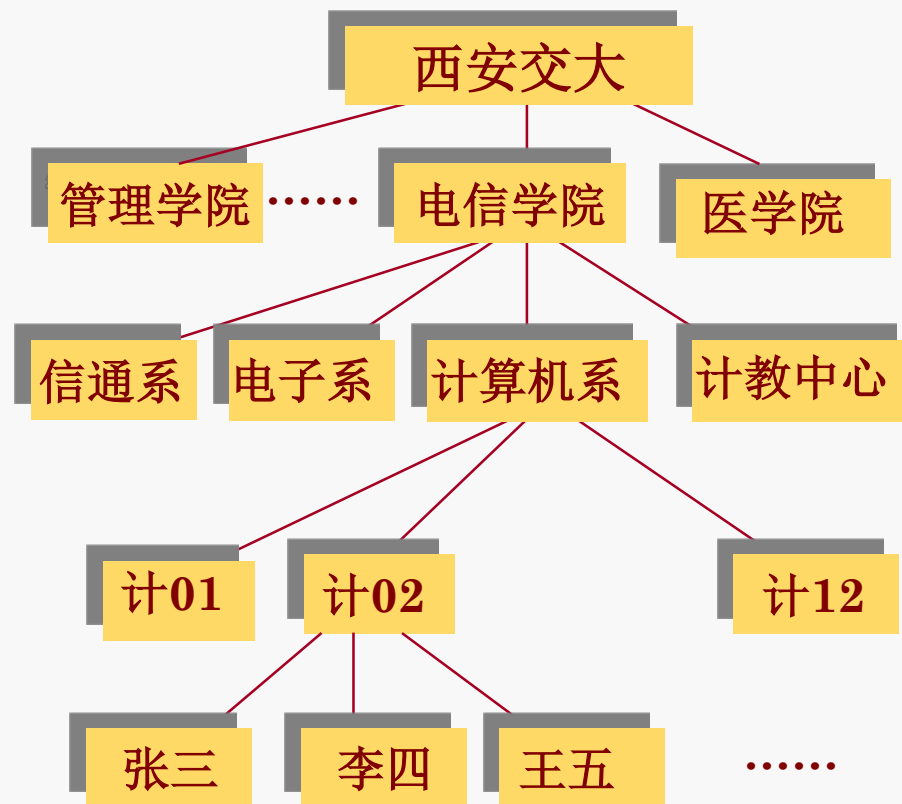 西安交大
管理学院 …… 电信学院 医学院
信通系 电子系 计算机系 计教中心
计01 计02 计12
张三 李四 王五 ……